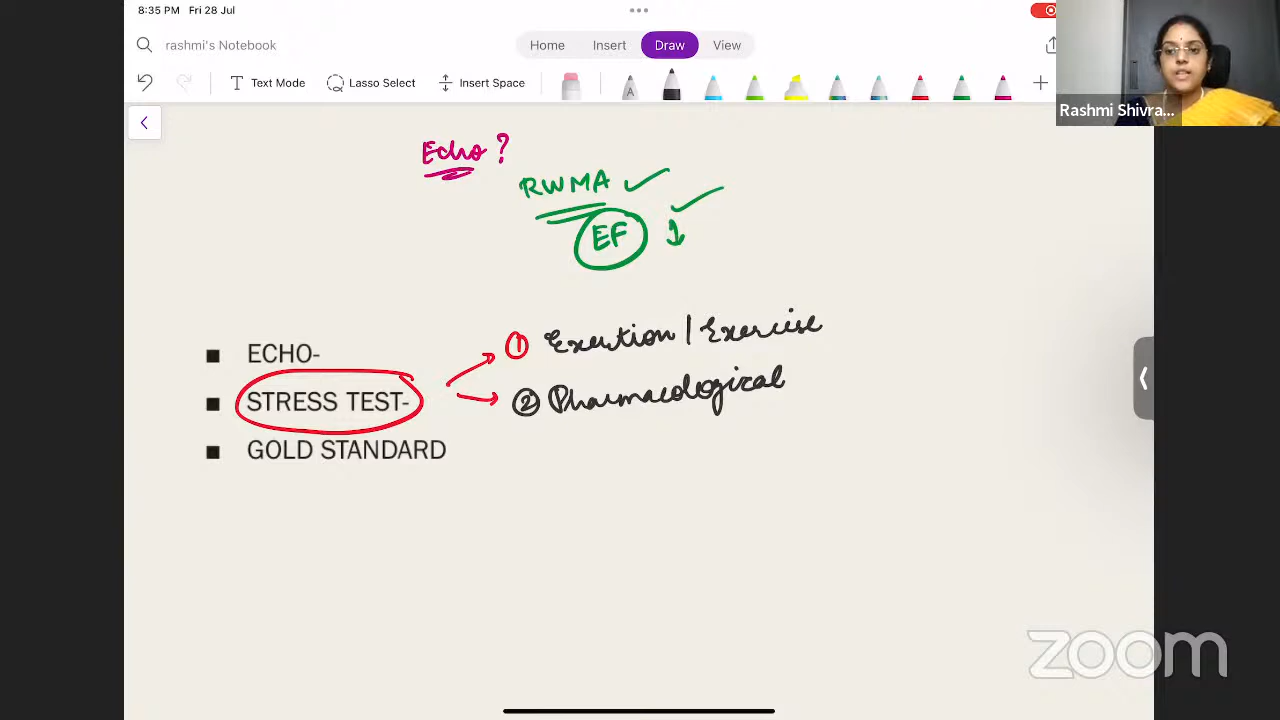 8:35 PM Fri 28 Jul
rashmi's Notebook
Home Insert Draw View
Text Mode Lasso Select Insert Space
A
Rashmi Shivra...
Echo?
RWMA ✓
EF ↓ ✓
■ ECHO-
■ STRESS TEST-
① Exertion / Exercise
② Pharmacological
■ GOLD STANDARD
zoom